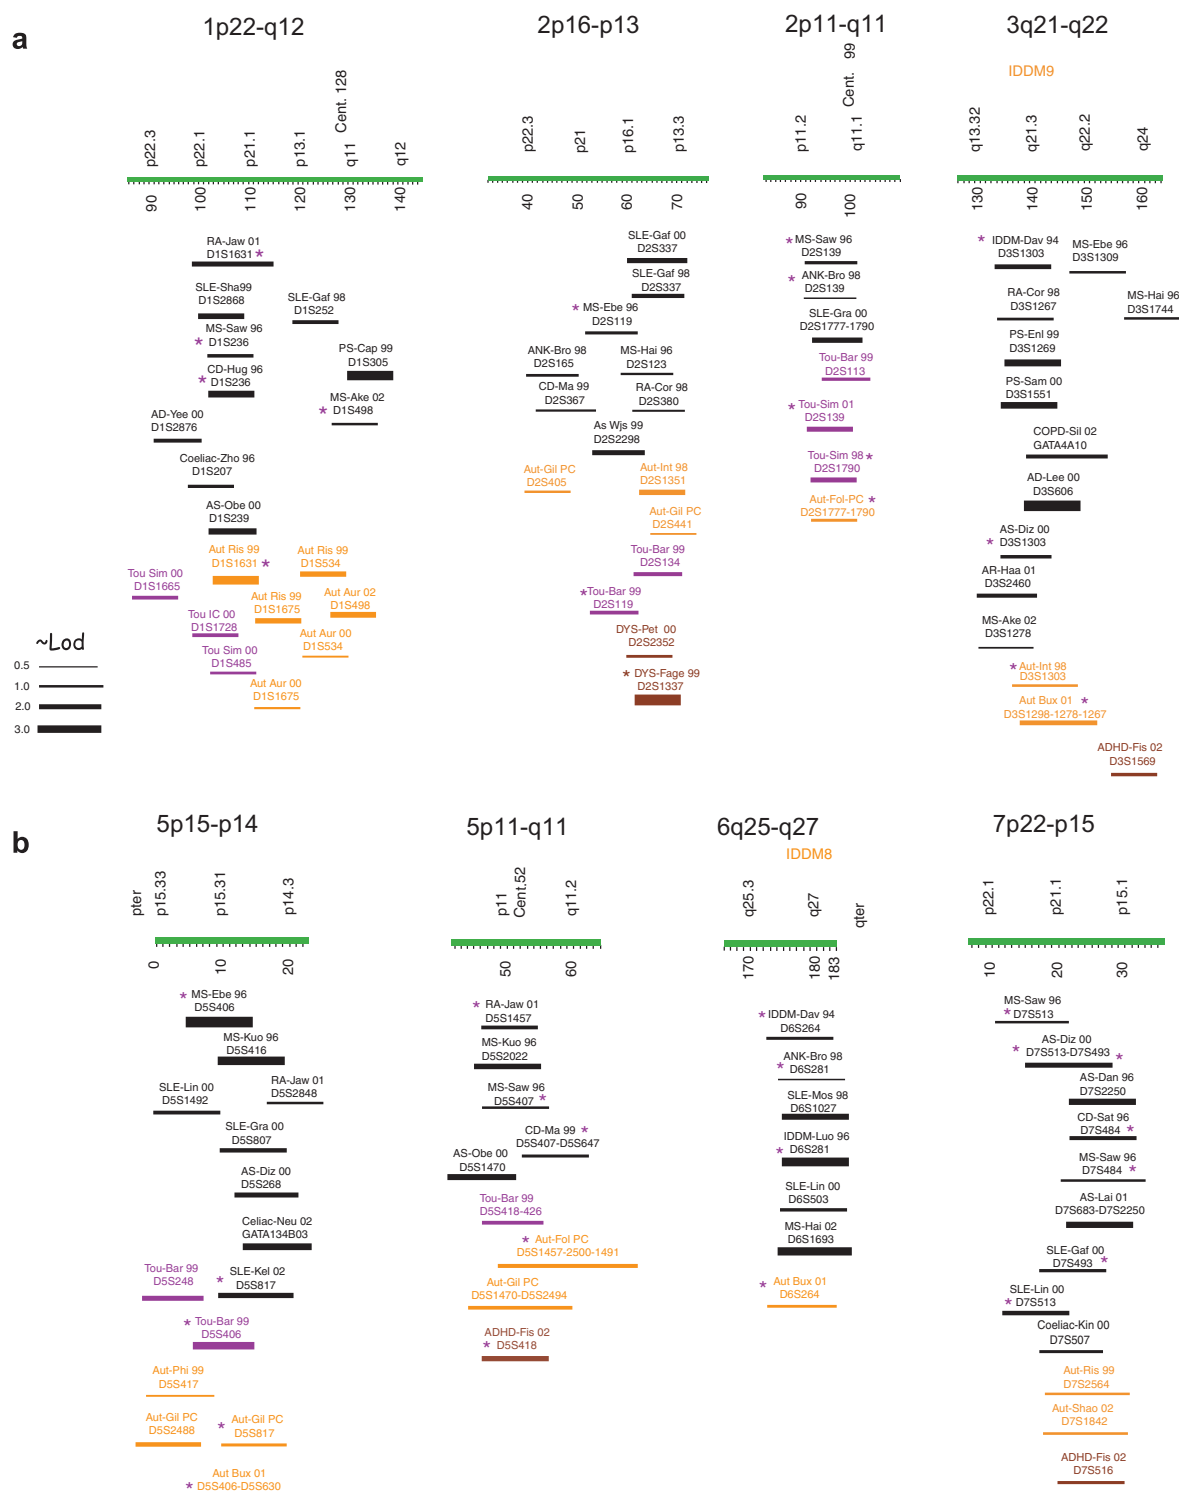 a
1p22-q12
p22.3 p22.1 p21.1 p13.1 Cent. 128 q11 q12
90 100 110 120 130 140
RA-Jaw 01
D1S1631 *
SLE-Sha99
D1S2868
SLE-Gaf 98
D1S252
MS-Saw 96
* D1S236
PS-Cap 99
D1S305
CD-Hug 96
* D1S236
MS-Ake 02
* D1S498
AD-Yee 00
D1S2876
Coeliac-Zho 96
D1S207
AS-Obe 00
D1S239
Aut Ris 99
D1S1631 *
Aut Ris 99
D1S534
Tou Sim 00
D1S1665
Aut Ris 99
D1S1675
Aut Aur 02
D1S498
Tou IC 00
D1S1728
Aut Aur 00
D1S534
Tou Sim 00
D1S485
Aut Aur 00
D1S1675
~Lod
0.5
1.0
2.0
3.0
2p16-p13
p22.3 p21 p16.1 p13.3
40 50 60 70
SLE-Gaf 00
D2S337
SLE-Gaf 98
D2S337
* MS-Ebe 96
D2S119
ANK-Bro 98
D2S165
MS-Hai 96
D2S123
CD-Ma 99
D2S367
RA-Cor 98
D2S380
As Wjs 99
D2S2298
Aut-Gil PC
D2S405
Aut-Int 98
D2S1351
Aut-Gil PC
D2S441
Tou-Bar 99
D2S134
*Tou-Bar 99
D2S119
DYS-Pet 00
D2S2352
* DYS-Fage 99
D2S1337
2p11-q11
p11.2 Cent. 99 q11.1
90 100
* MS-Saw 96
D2S139
* ANK-Bro 98
D2S139
SLE-Gra 00
D2S1777-1790
Tou-Bar 99
D2S113
* Tou-Sim 01
D2S139
Tou-Sim 98 *
D2S1790
Aut-Fol-PC *
D2S1777-1790
3q21-q22
IDDM9
q13.32 q21.3 q22.2 q24
130 140 150 160
* IDDM-Dav 94
D3S1303
MS-Ebe 96
D3S1309
RA-Cor 98
D3S1267
MS-Hai 96
D3S1744
PS-Enl 99
D3S1269
PS-Sam 00
D3S1551
COPD-Sil 02
GATA4A10
AD-Lee 00
D3S606
AS-Diz 00
* D3S1303
AR-Haa 01
D3S2460
MS-Ake 02
D3S1278
* Aut-Int 98
D3S1303
Aut Bux 01 *
D3S1298-1278-1267
ADHD-Fis 02
D3S1569
b
5p15-p14
pter p15.33 p15.31 p14.3
0 10 20
* MS-Ebe 96
D5S406
MS-Kuo 96
D5S416
SLE-Lin 00
D5S1492
RA-Jaw 01
D5S2848
SLE-Gra 00
D5S807
AS-Diz 00
D5S268
Celiac-Neu 02
GATA134B03
Tou-Bar 99
D5S248
SLE-Kel 02
* D5S817
* Tou-Bar 99
D5S406
Aut-Phi 99
D5S417
Aut-Gil PC
D5S2488
Aut-Gil PC
* D5S817
Aut Bux 01
* D5S406-D5S630
5p11-q11
p11 Cent.52 q11.2
50 60
* RA-Jaw 01
D5S1457
MS-Kuo 96
D5S2022
MS-Saw 96
D5S407 *
CD-Ma 99 *
D5S407-D5S647
AS-Obe 00
D5S1470
Tou-Bar 99
D5S418-426
* Aut-Fol PC
D5S1457-2500-1491
Aut-Gil PC
D5S1470-D5S2494
ADHD-Fis 02
* D5S418
6q25-q27
IDDM8
q25.3 q27 qter
170 180 183
* IDDM-Dav 94
D6S264
ANK-Bro 98
* D6S281
SLE-Mos 98
D6S1027
IDDM-Luo 96
* D6S281
SLE-Lin 00
D6S503
MS-Hai 02
D6S1693
* Aut Bux 01
D6S264
7p22-p15
p22.1 p21.1 p15.1
10 20 30
MS-Saw 96
* D7S513
AS-Diz 00
* D7S513-D7S493 *
AS-Dan 96
D7S2250
CD-Sat 96
D7S484 *
MS-Saw 96
D7S484 *
AS-Lai 01
D7S683-D7S2250
SLE-Gaf 00
D7S493 *
SLE-Lin 00
* D7S513
Coeliac-Kin 00
D7S507
Aut-Ris 99
D7S2564
Aut-Shao 02
D7S1842
ADHD-Fis 02
D7S516